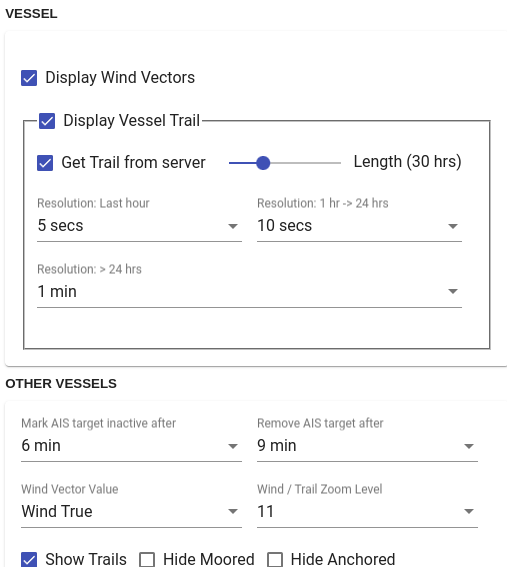 VESSEL
Display Wind Vectors
Display Vessel Trail
Get Trail from server Length (30 hrs)
Resolution: Last hour Resolution: 1 hr -> 24 hrs
5 secs 10 secs
Resolution: > 24 hrs
1 min
OTHER VESSELS
Mark AIS target inactive after Remove AIS target after
6 min 9 min
Wind Vector Value Wind / Trail Zoom Level
Wind True 11
Show Trails Hide Moored Hide Anchored